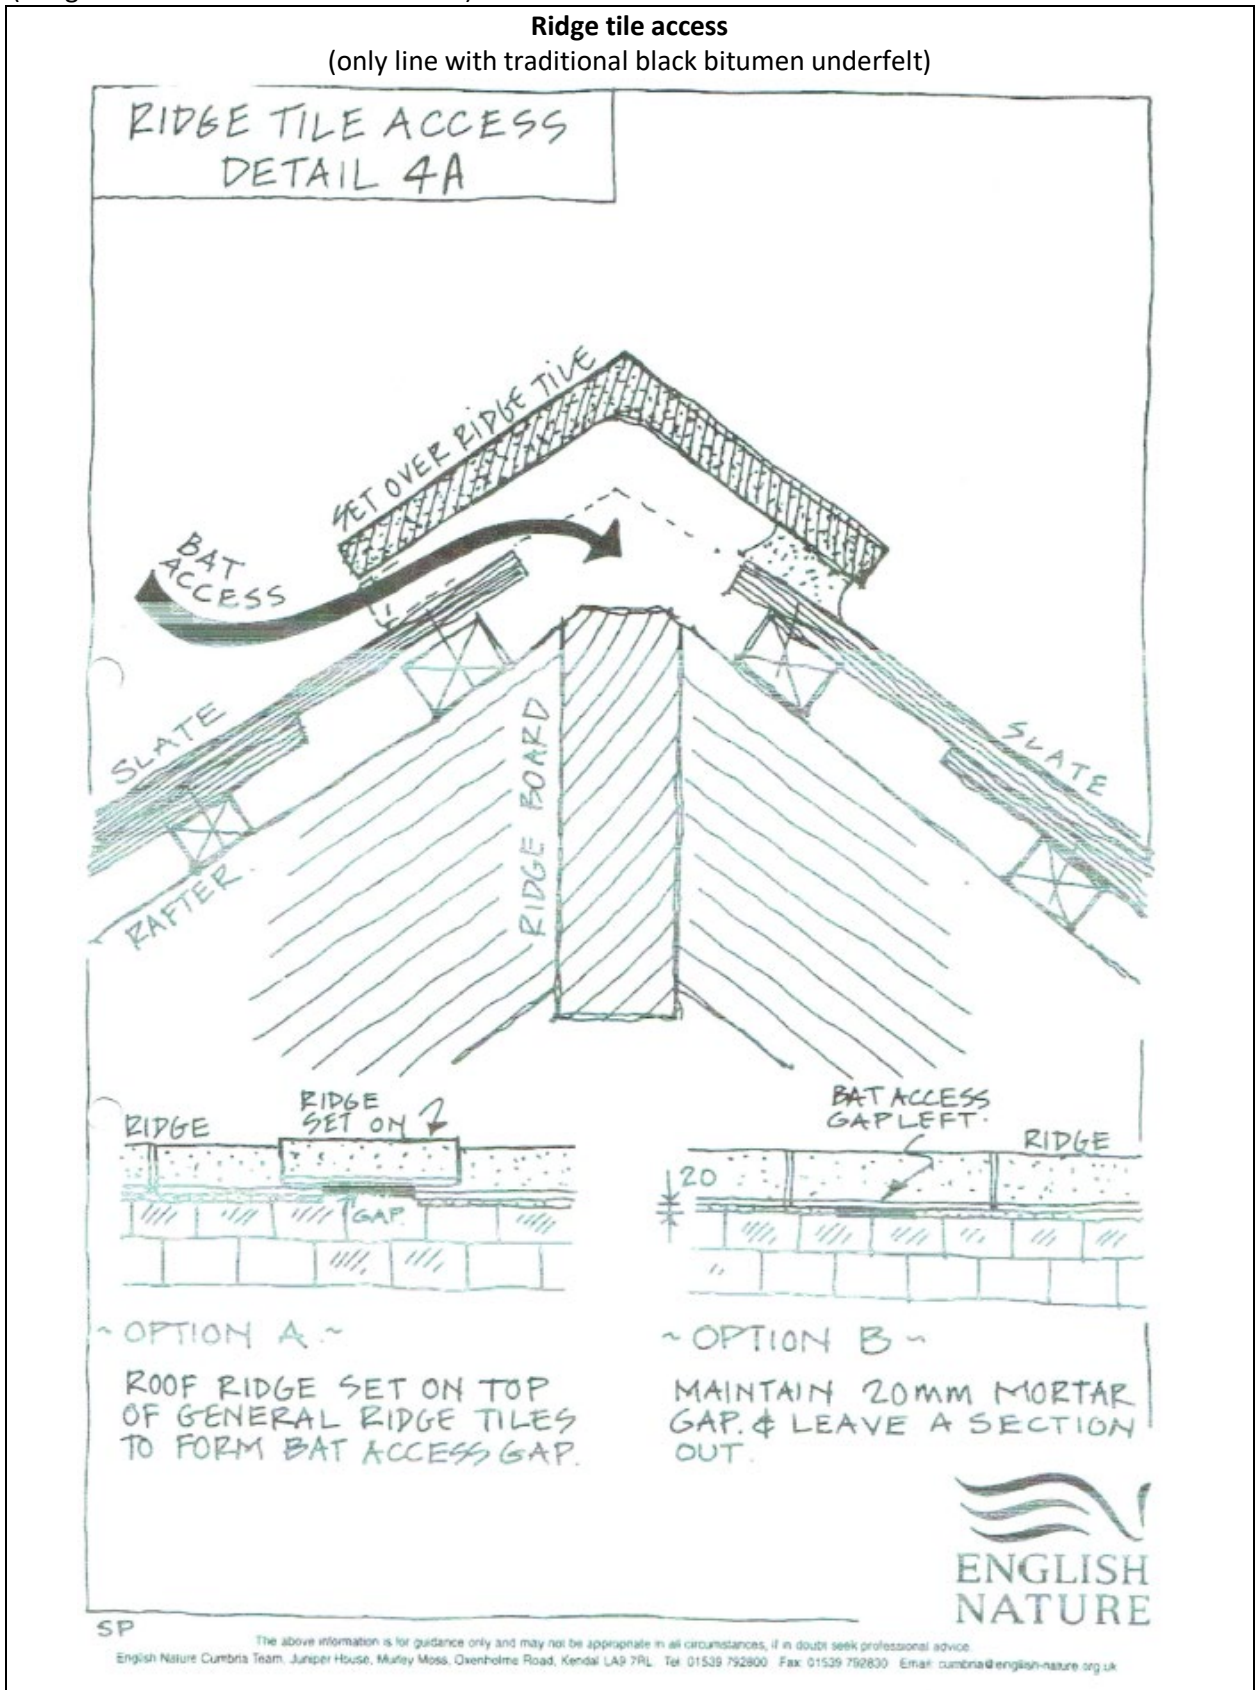 Ridge tile access
(only line with traditional black bitumen underfelt)
RIDGE TILE ACCESS
DETAIL 4A
SET OVER RIDGE TILE
BAT
ACCESS
SLATE
RAFTER.
RIDGE BOARD
SLATE
RIDGE
RIDGE
SET ON
GAP.
BAT ACCESS
GAP LEFT.
RIDGE
20
~ OPTION A ~
ROOF RIDGE SET ON TOP
OF GENERAL RIDGE TILES
TO FORM BAT ACCESS GAP.
~ OPTION B ~
MAINTAIN 20mm MORTAR
GAP. & LEAVE A SECTION
OUT.
ENGLISH
NATURE
SP
The above information is for guidance only and may not be appropriate in all circumstances, if in doubt seek professional advice.
English Nature Cumbria Team, Juniper House, Murley Moss, Oxenholme Road, Kendal LA9 7RL Tel: 01539 792800 Fax: 01539 792830 Email: cumbria@english-nature.org.uk